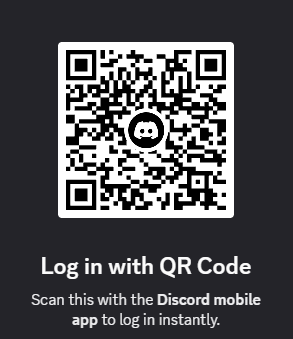 Log in with QR Code
Scan this with the Discord mobile
app to log in instantly.